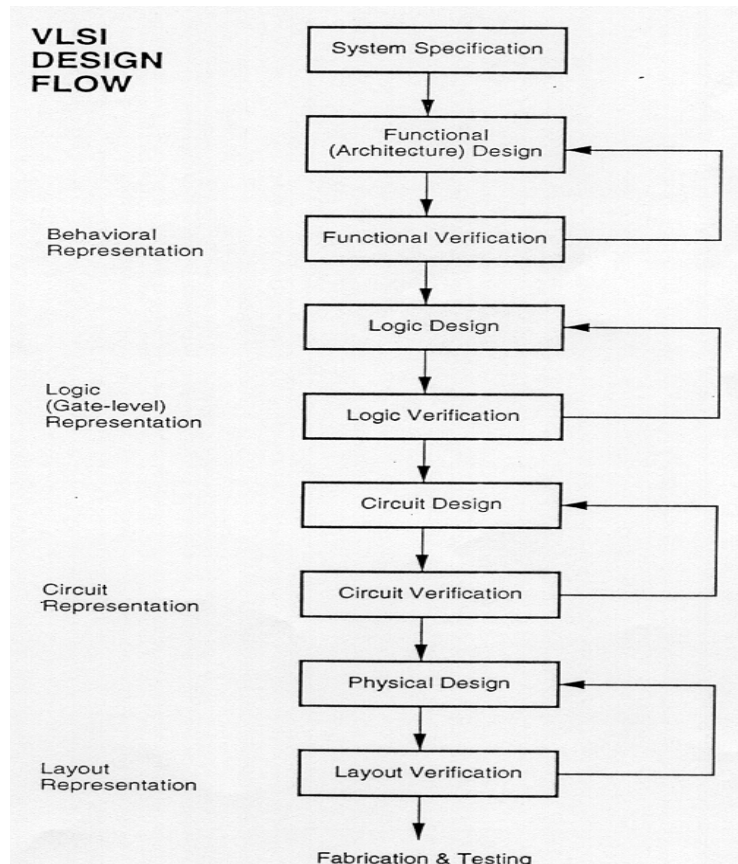 VLSI
DESIGN
FLOW
System Specification
Functional
(Architecture) Design
Behavioral
Representation
Functional Verification
Logic Design
Logic
(Gate-level)
Representation
Logic Verification
Circuit Design
Circuit
Representation
Circuit Verification
Physical Design
Layout
Representation
Layout Verification
Fabrication & Testing